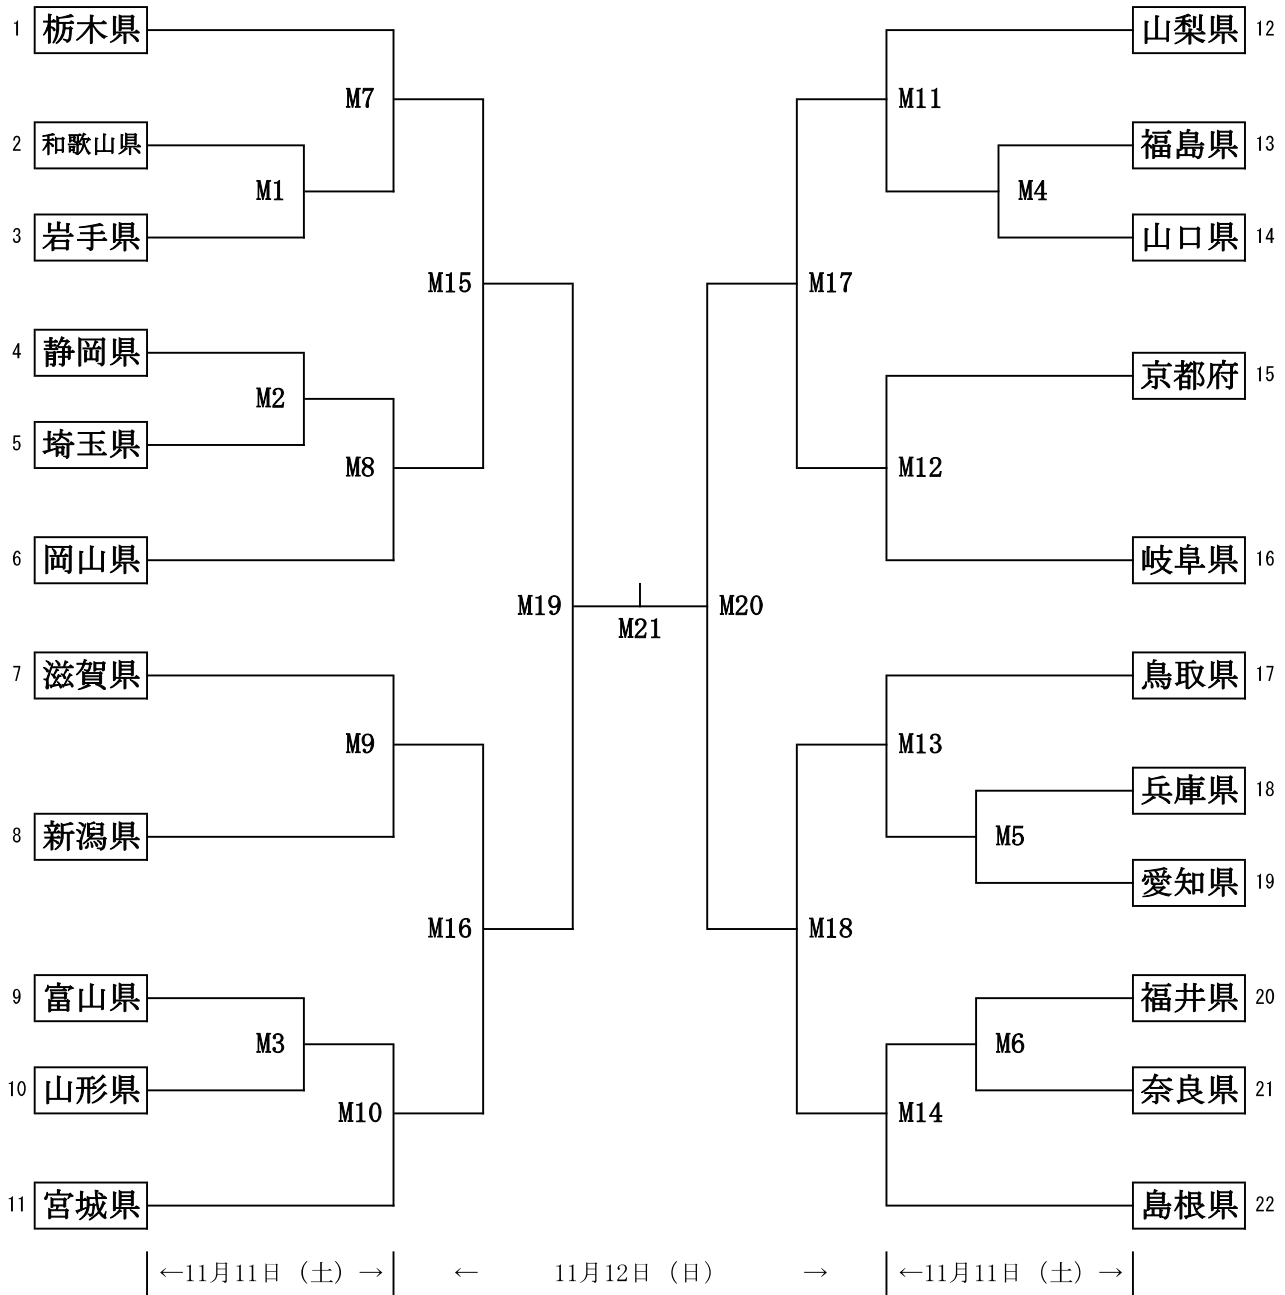 1 栃木県
M7
2 和歌山県
M1
3 岩手県
M15
4 静岡県
M2
5 埼玉県
M8
6 岡山県
M19
7 滋賀県
M9
8 新潟県
M16
9 富山県
M3
10 山形県
M10
11 宮城県
M21
山梨県 12
M11
福島県 13
M4
山口県 14
M17
京都府 15
M12
岐阜県 16
M20
鳥取県 17
M13
兵庫県 18
M5
愛知県 19
M18
福井県 20
M6
奈良県 21
M14
島根県 22
←11月11日（土）→ ← 11月12日（日） → ←11月11日（土）→